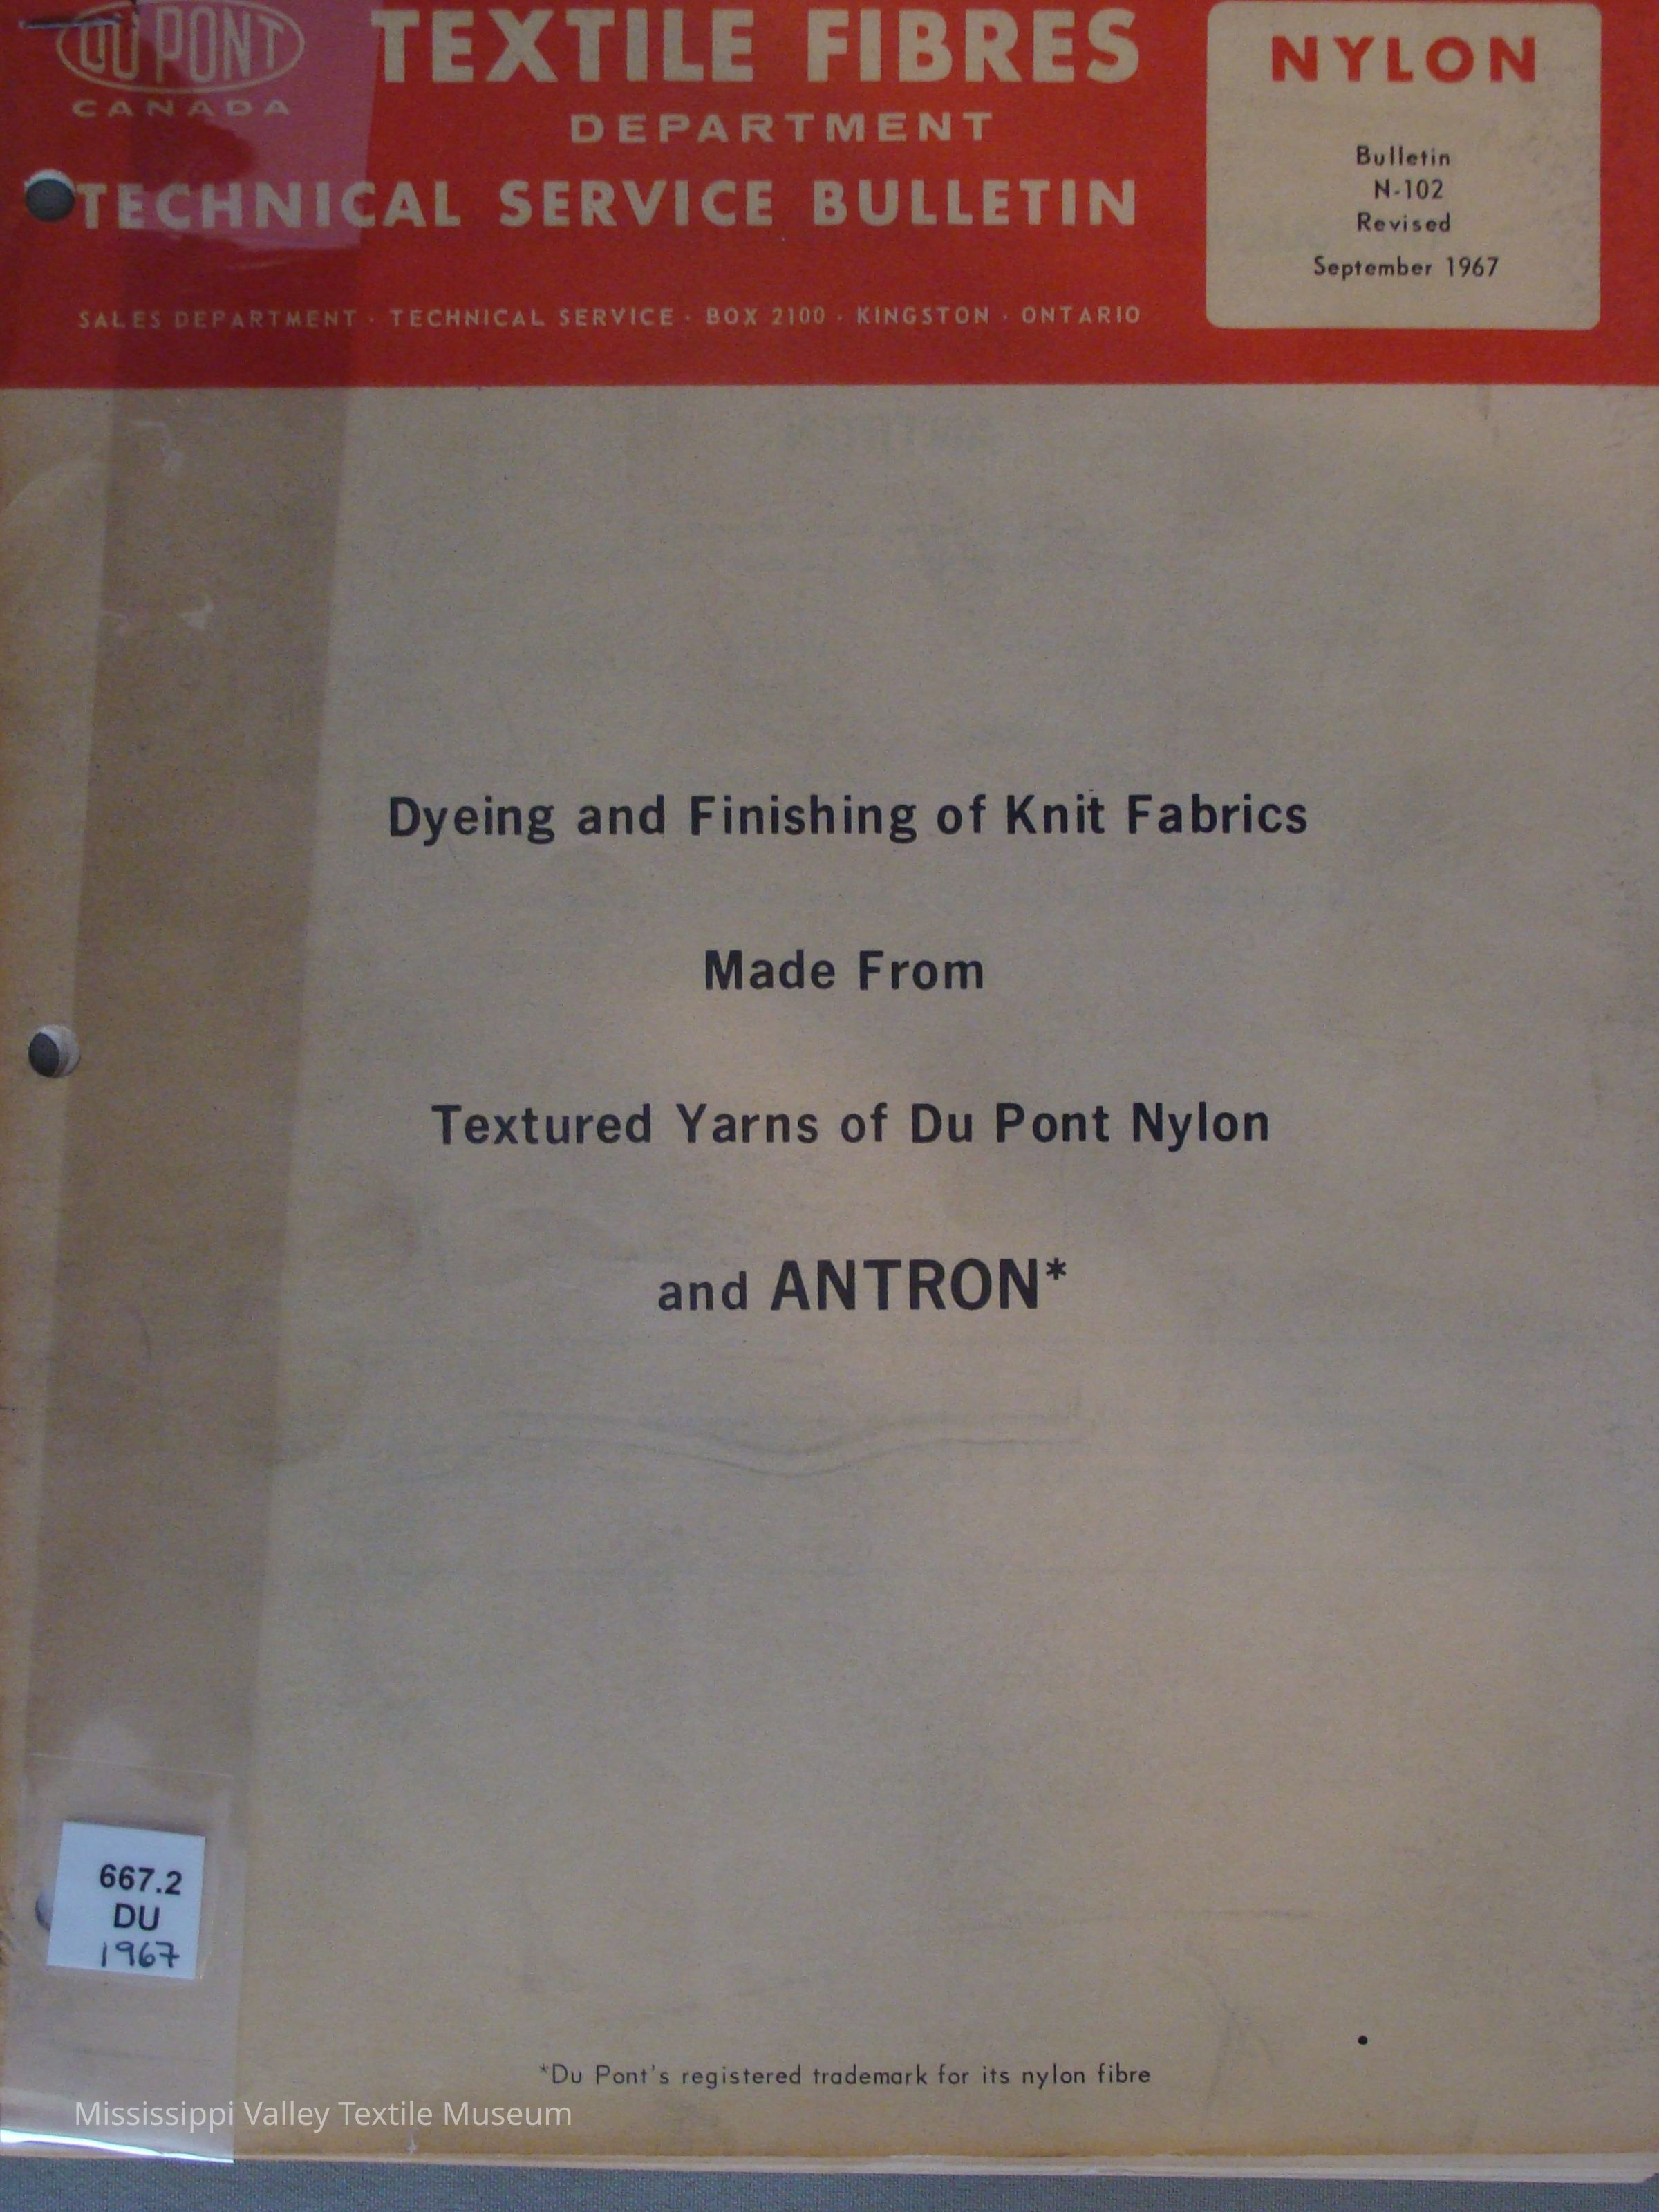 DU PONT
CANADA
TEXTILE FIBRES
DEPARTMENT
TECHNICAL SERVICE BULLETIN
SALES DEPARTMENT · TECHNICAL SERVICE · BOX 2100 · KINGSTON · ONTARIO
NYLON
Bulletin
N-102
Revised
September 1967
Dyeing and Finishing of Knit Fabrics
Made From
Textured Yarns of Du Pont Nylon
and ANTRON*
667.2
DU
1967
*Du Pont's registered trademark for its nylon fibre
Mississippi Valley Textile Museum